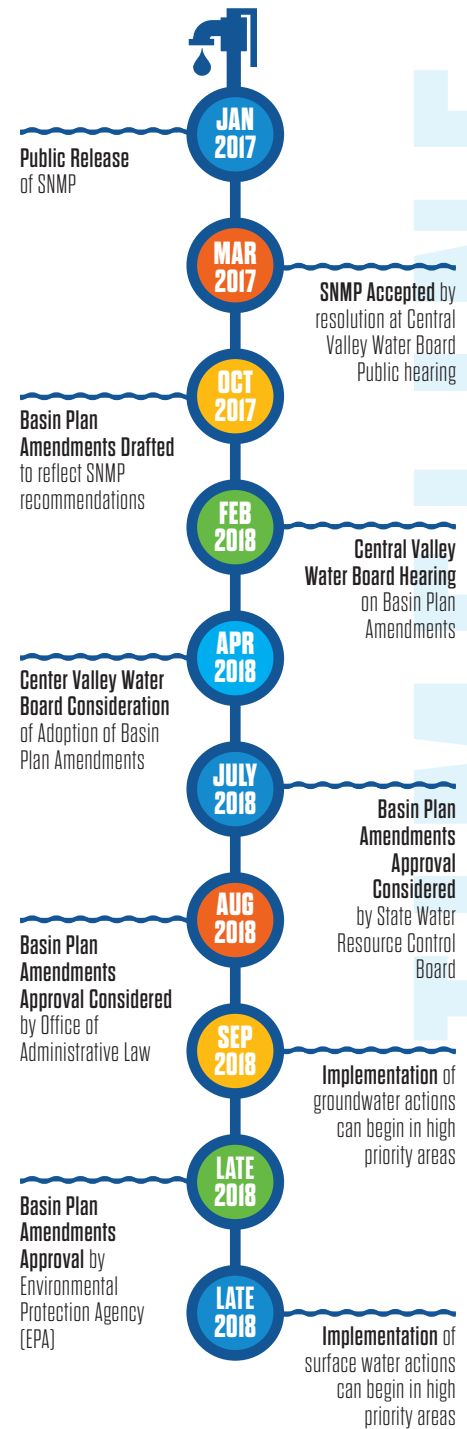 JAN
2017
Public Release
of SNMP
MAR
2017
SNMP Accepted by
resolution at Central
Valley Water Board
Public hearing
OCT
2017
Basin Plan
Amendments Drafted
to reflect SNMP
recommendations
FEB
2018
Central Valley
Water Board Hearing
on Basin Plan
Amendments
APR
2018
Center Valley Water
Board Consideration
of Adoption of Basin
Plan Amendments
JULY
2018
Basin Plan
Amendments
Approval
Considered
by State Water
Resource Control
Board
AUG
2018
Basin Plan
Amendments
Approval Considered
by Office of
Administrative Law
SEP
2018
Implementation of
groundwater actions
can begin in high
priority areas
LATE
2018
Basin Plan
Amendments
Approval by
Environmental
Protection Agency
(EPA)
LATE
2018
Implementation of
surface water actions
can begin in high
priority areas